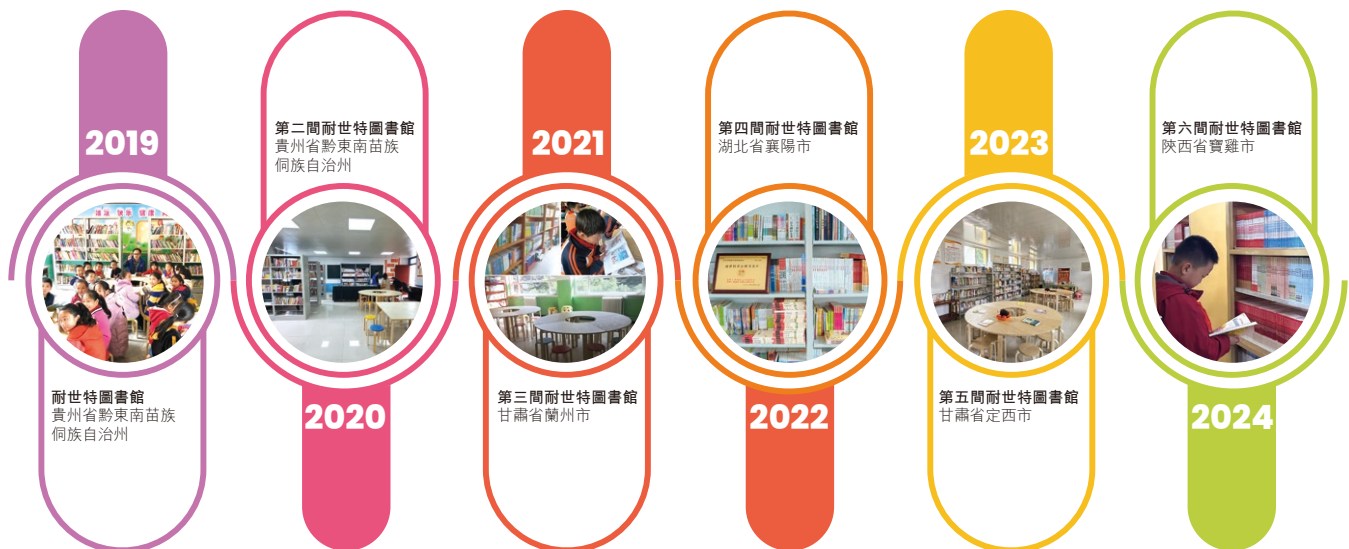 2019
耐世特圖書館
貴州省黔東南苗族
侗族自治州
第二間耐世特圖書館
貴州省黔東南苗族
侗族自治州
2020
2021
第三間耐世特圖書館
甘肅省蘭州市
第四間耐世特圖書館
湖北省襄陽市
2022
2023
第五間耐世特圖書館
甘肅省定西市
第六間耐世特圖書館
陝西省寶雞市
2024